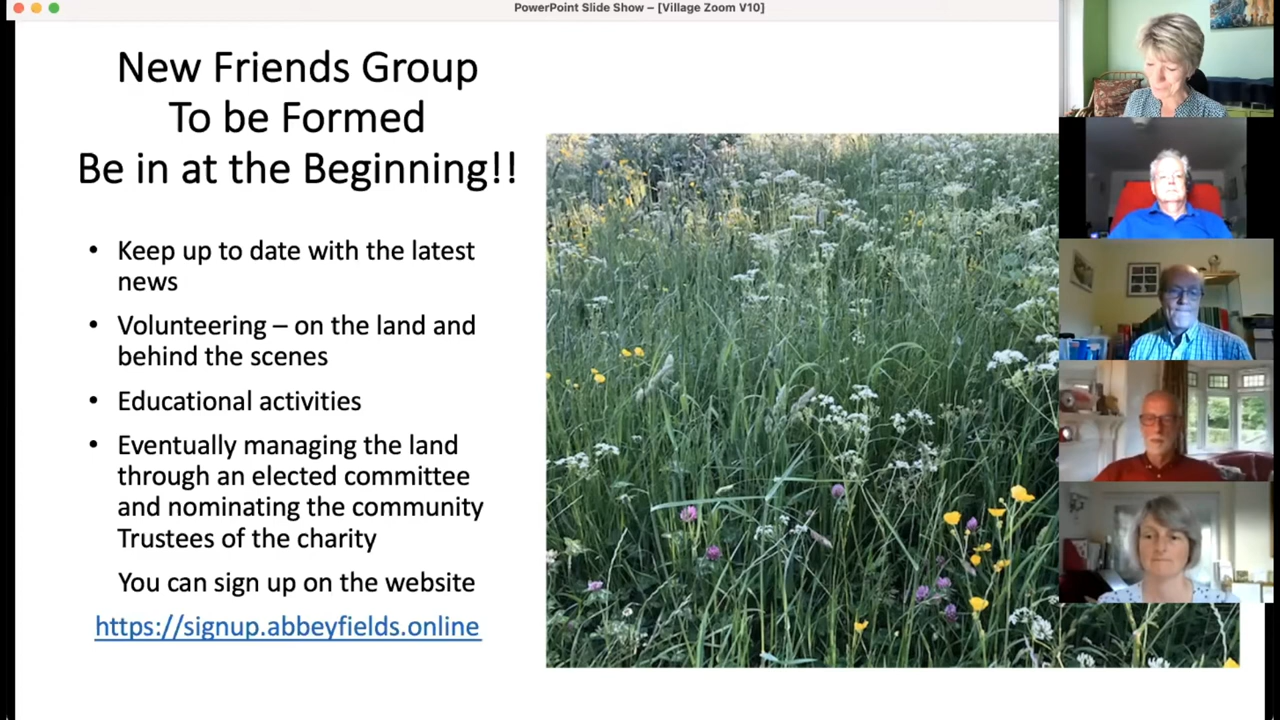 PowerPoint Slide Show – [Village Zoom V10]
New Friends Group
To be Formed
Be in at the Beginning!!
• Keep up to date with the latest
news
• Volunteering – on the land and
behind the scenes
• Educational activities
• Eventually managing the land
through an elected committee
and nominating the community
Trustees of the charity
You can sign up on the website
https://signup.abbeyfields.online